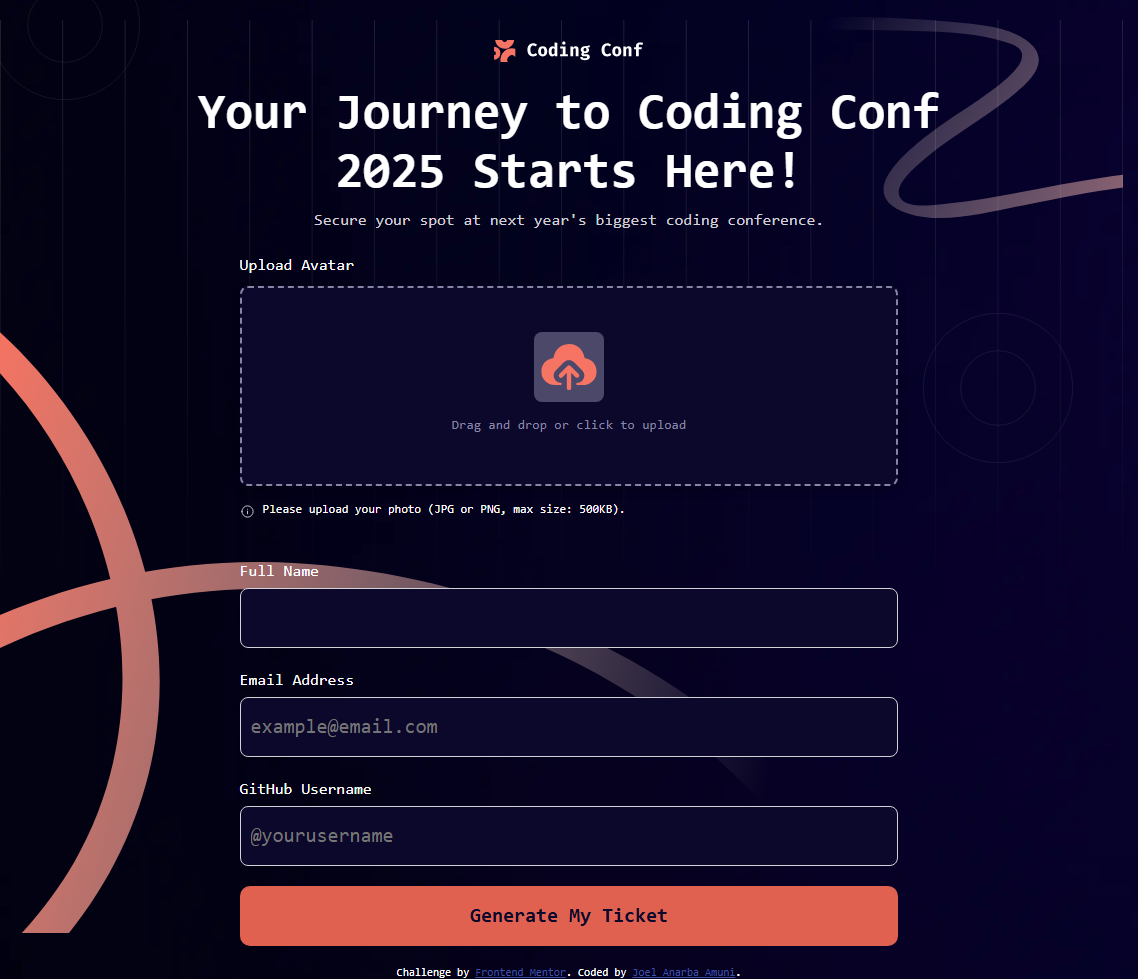 Coding Conf
Your Journey to Coding Conf
2025 Starts Here!
Secure your spot at next year's biggest coding conference.
Upload Avatar
Drag and drop or click to upload
Please upload your photo (JPG or PNG, max size: 500KB).
Full Name
Email Address
example@email.com
GitHub Username
@yourusername
Generate My Ticket
Challenge by Frontend Mentor. Coded by Joel Anarba Amuni.